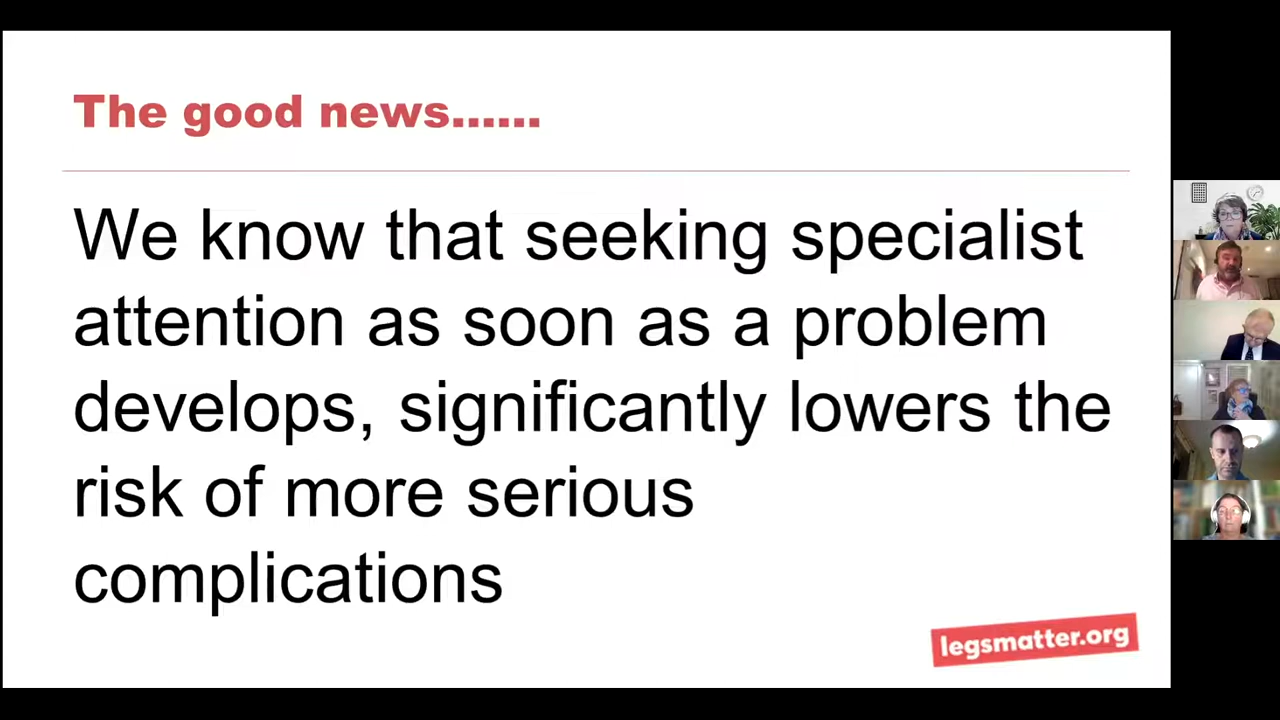 The good news......
We know that seeking specialist
attention as soon as a problem
develops, significantly lowers the
risk of more serious
complications
legsmatter.org